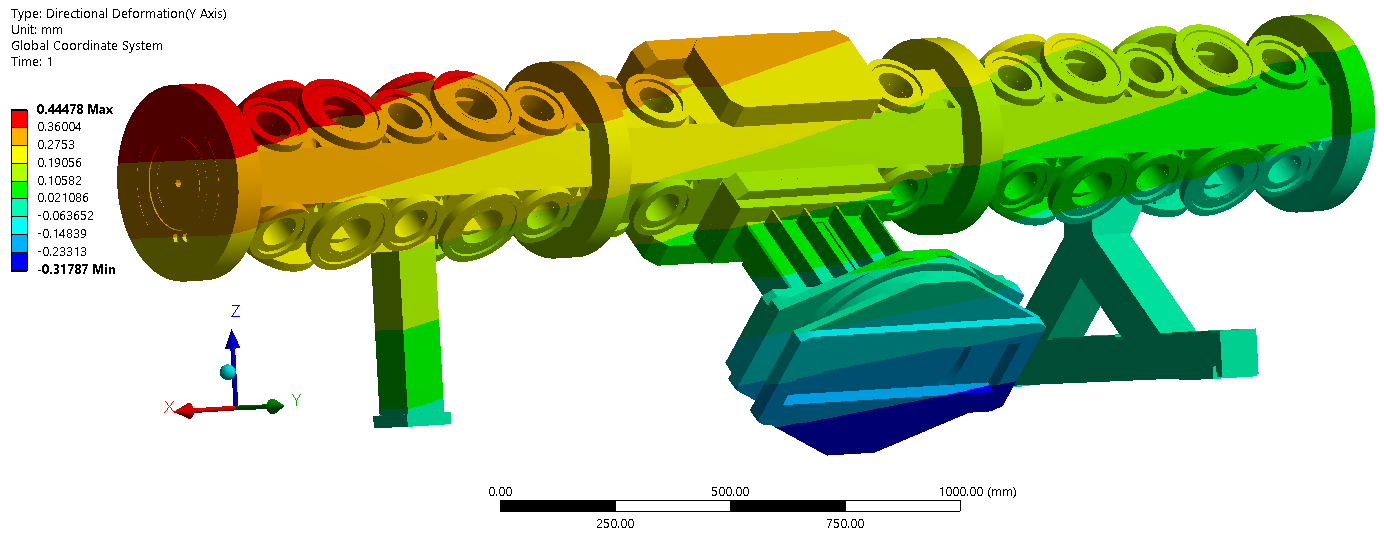 Type: Directional Deformation(Y Axis)
Unit: mm
Global Coordinate System
Time: 1
0.44478 Max
0.36004
0.2753
0.19056
0.10582
0.021086
-0.063652
-0.14839
-0.23313
-0.31787 Min
Z
X
Y
0.00
500.00
1000.00 (mm)
250.00
750.00